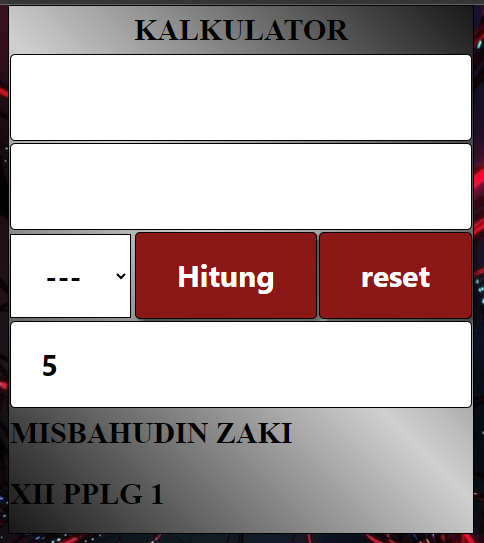 KALKULATOR
--- Hitung reset
5
MISBAHUDIN ZAKI
XII PPLG 1